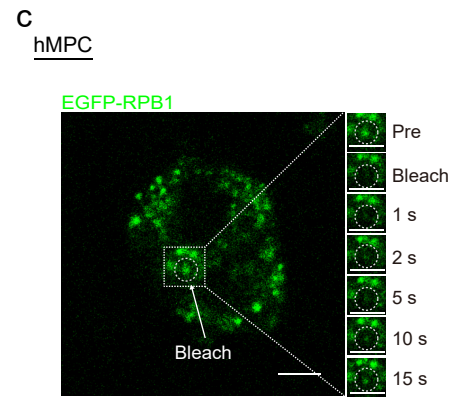 C
hMPC
EGFP-RPB1
Pre
Bleach
1 s
2 s
5 s
10 s
15 s
Bleach